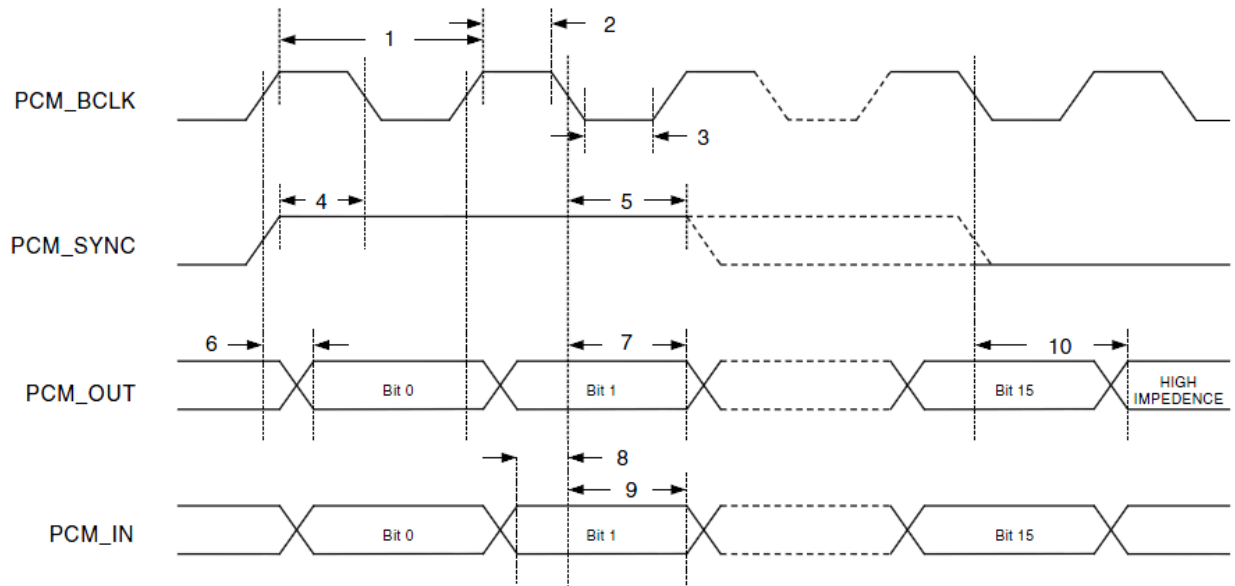 1
2
PCM_BCLK
3
4
5
PCM_SYNC
6
7
10
PCM_OUT
Bit 0
Bit 1
Bit 15
HIGH
IMPEDENCE
8
9
PCM_IN
Bit 0
Bit 1
Bit 15